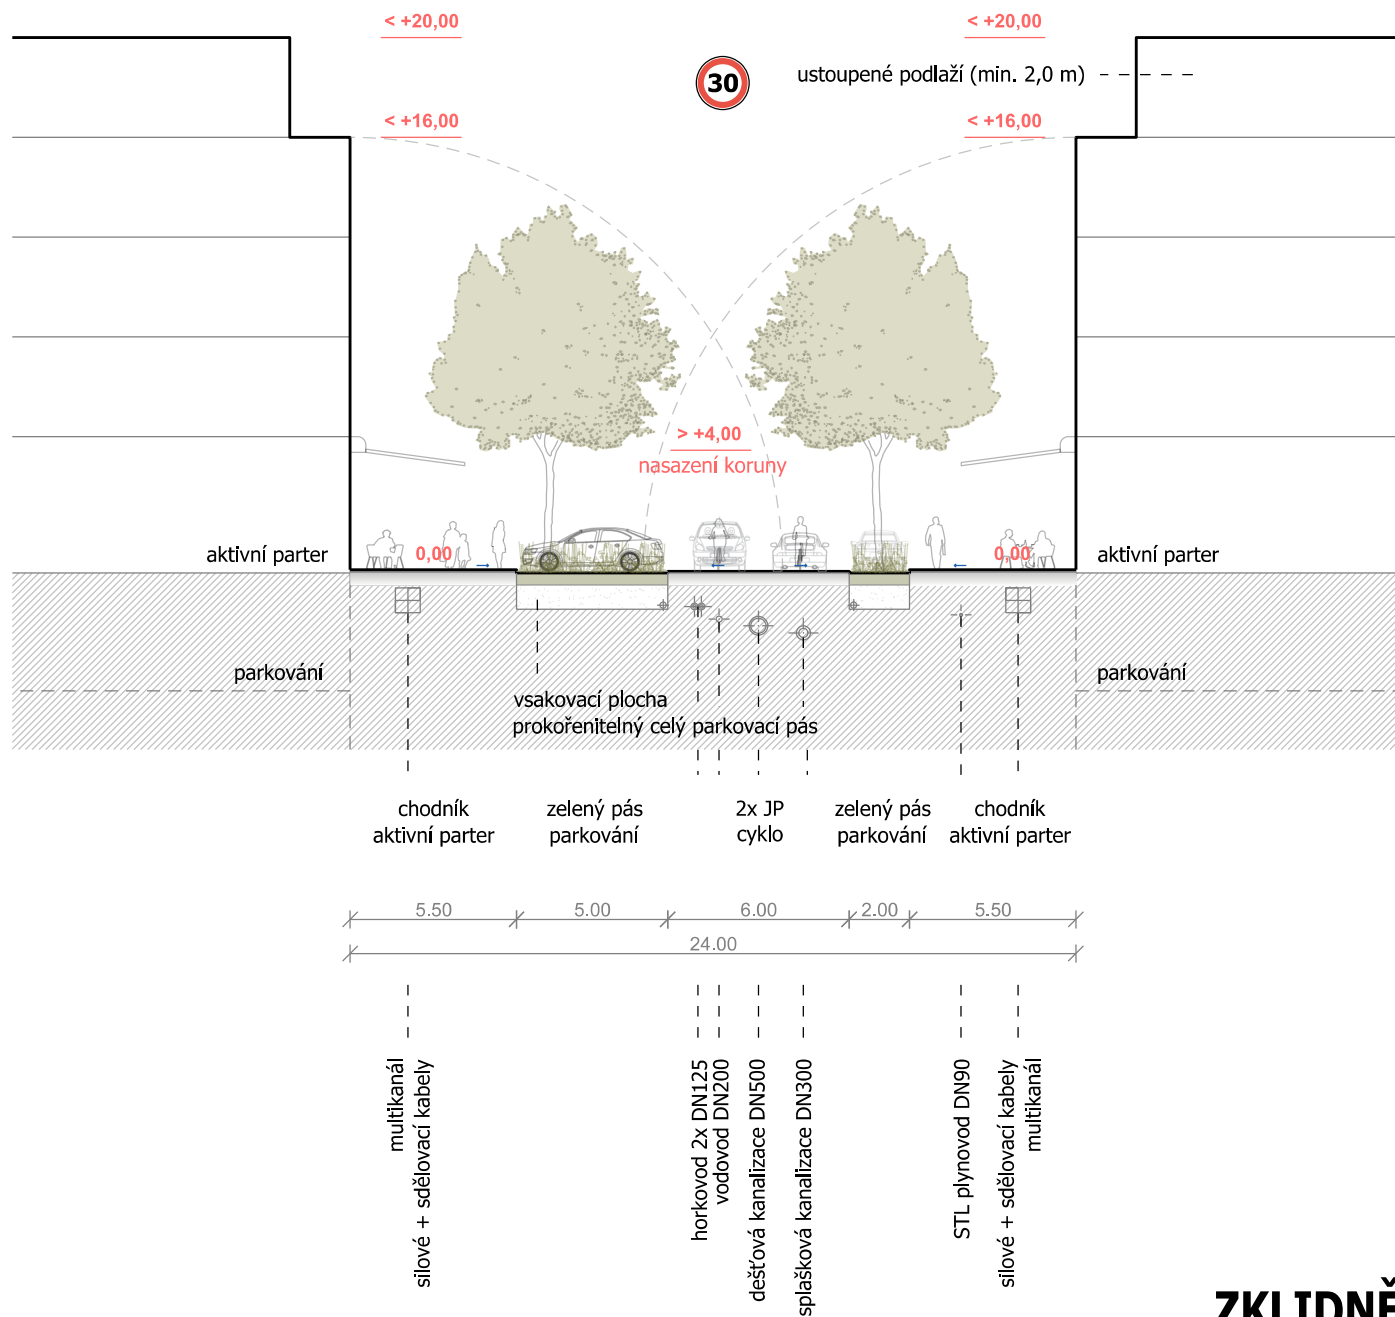 < +20,00
< +20,00
30
ustoupené podlaží (min. 2,0 m)
< +16,00
< +16,00
> +4,00
nasazení koruny
aktivní parter
0,00
0,00
aktivní parter
parkování
parkování
vsakovací plocha
prokořenitelný celý parkovací pás
chodník
aktivní parter
zelený pás
parkování
2x JP
cyklo
zelený pás
parkování
chodník
aktivní parter
5.50
5.00
6.00
2.00
5.50
24.00
multikanál
silové + sdělovací kabely
horkovod 2x DN125
vodovod DN200
dešťová kanalizace DN500
splašková kanalizace DN300
STL plynovod DN90
silové + sdělovací kabely
multikanál
ZKLIDNĚ